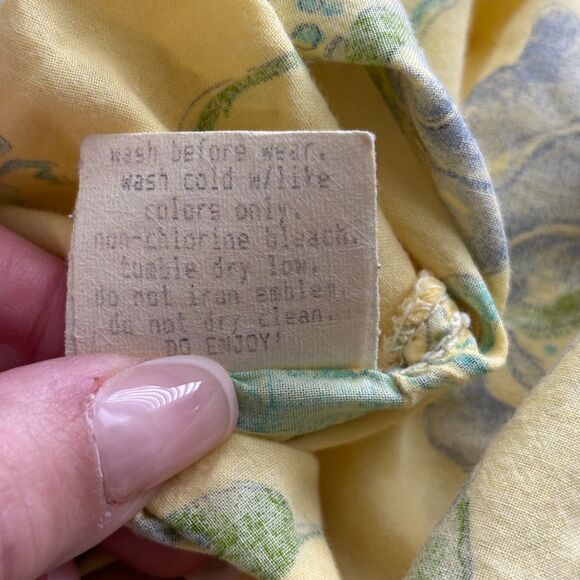 wash before wear.
wash cold w/like
colors only.
non-chlorine bleach.
tumble dry low.
do not iron emblem.
do not dry clean.
DO ENJOY!